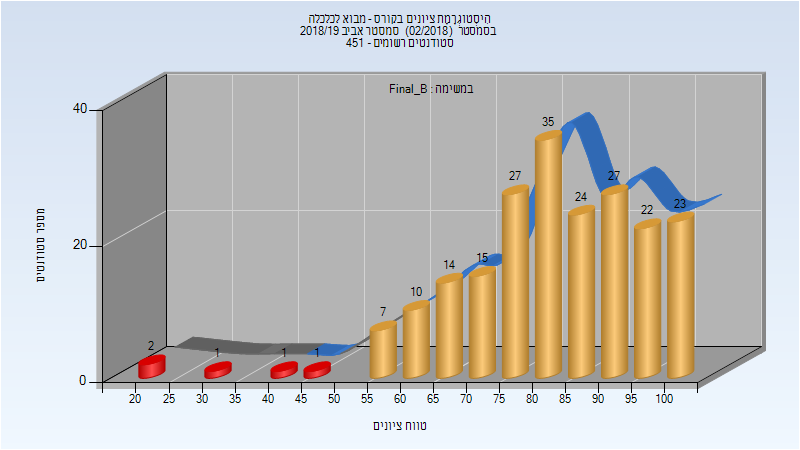 היסטוגרמת ציונים בקורס - מבוא לכלכלה
בסמסטר (02/2018) סמסטר אביב 2018/19
סטודנטים רשומים - 451
במשימה : Final_B
מספר סטודנטים
40
20
0
2
1
1
1
7
10
14
15
27
35
24
27
22
23
20 25 30 35 40 45 50 55 60 65 70 75 80 85 90 95 100
טווח ציונים